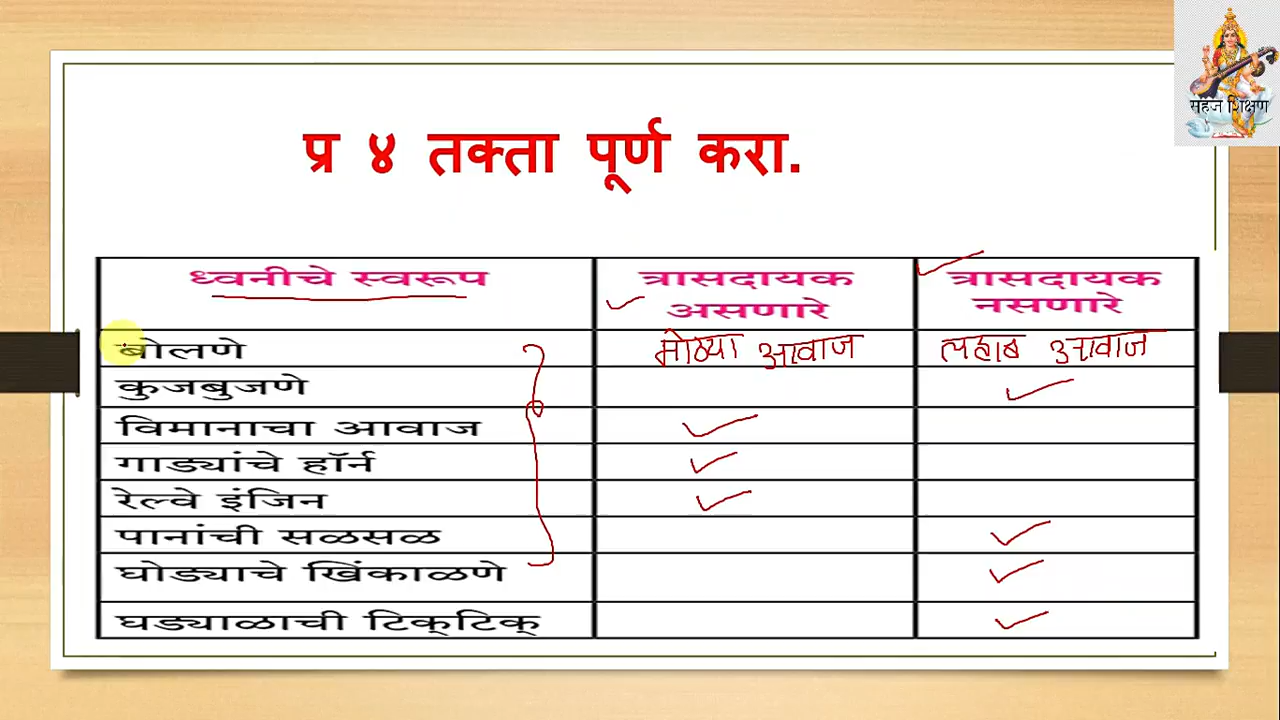 सहज शिक्षण
प्र ४ तक्ता पूर्ण करा.
ध्वनीचे स्वरूप त्रासदायक असणारे त्रासदायक नसणारे
बोलणे मोठ्या आवाज लहान आवाज
कुजबुजणे ✓
विमानाचा आवाज ✓
गाड्यांचे हॉर्न ✓
रेल्वे इंजिन ✓
पानांची सळसळ ✓
घोड्याचे खिंकाळणे ✓
घड्याळाची टिक्‌टिक् ✓